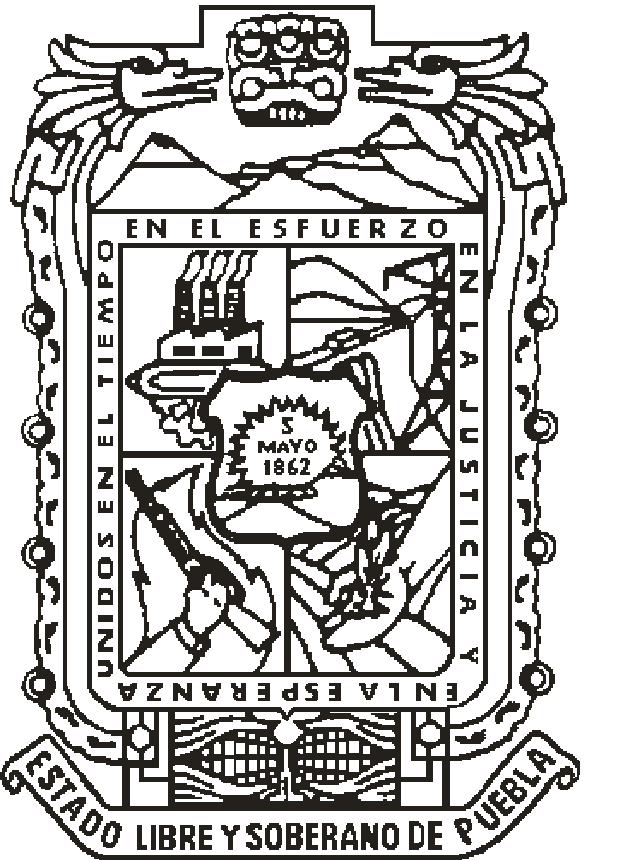 UNIDOS EN EL TIEMPO
EN EL ESFUERZO
EN LA JUSTICIA Y
EN LA ESPERANZA
5
MAYO
1862
ESTADO LIBRE Y SOBERANO DE PUEBLA